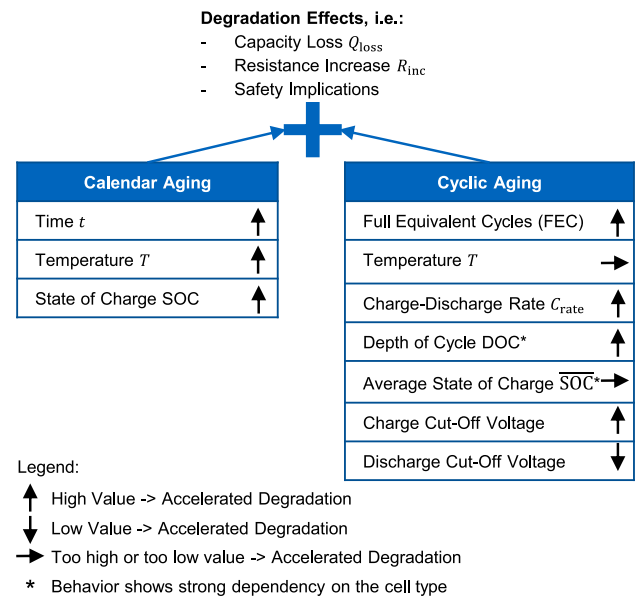 Degradation Effects, i.e.:
- Capacity Loss Q_loss
- Resistance Increase R_inc
- Safety Implications
Calendar Aging
Time t
Temperature T
State of Charge SOC
Cyclic Aging
Full Equivalent Cycles (FEC)
Temperature T
Charge-Discharge Rate C_rate
Depth of Cycle DOC*
Average State of Charge S̅O̅C̅*
Charge Cut-Off Voltage
Discharge Cut-Off Voltage
Legend:
↑ High Value -> Accelerated Degradation
↓ Low Value -> Accelerated Degradation
→ Too high or too low value -> Accelerated Degradation
* Behavior shows strong dependency on the cell type